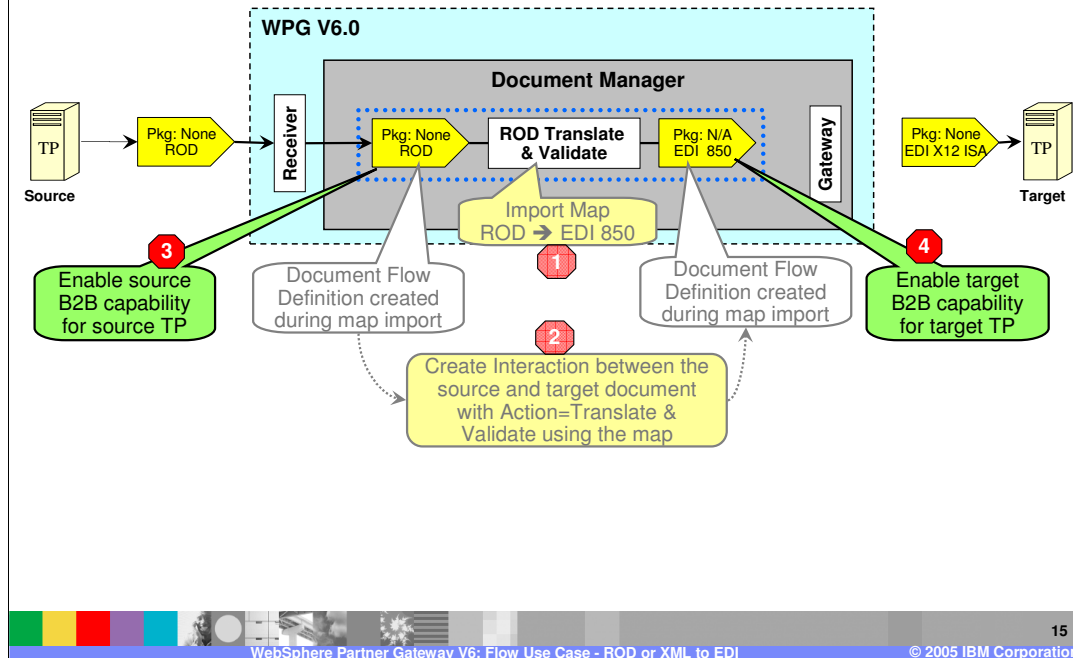 WPG V6.0
Document Manager
TP
Source
Pkg: None
ROD
Receiver
Pkg: None
ROD
ROD Translate
& Validate
Pkg: N/A
EDI 850
Gateway
Pkg: None
EDI X12 ISA
TP
Target
Import Map
ROD ➔ EDI 850
1
3
Enable source
B2B capability
for source TP
Document Flow
Definition created
during map import
Document Flow
Definition created
during map import
4
Enable target
B2B capability
for target TP
2
Create Interaction between the
source and target document
with Action=Translate &
Validate using the map
15
WebSphere Partner Gateway V6: Flow Use Case - ROD or XML to EDI
© 2005 IBM Corporation